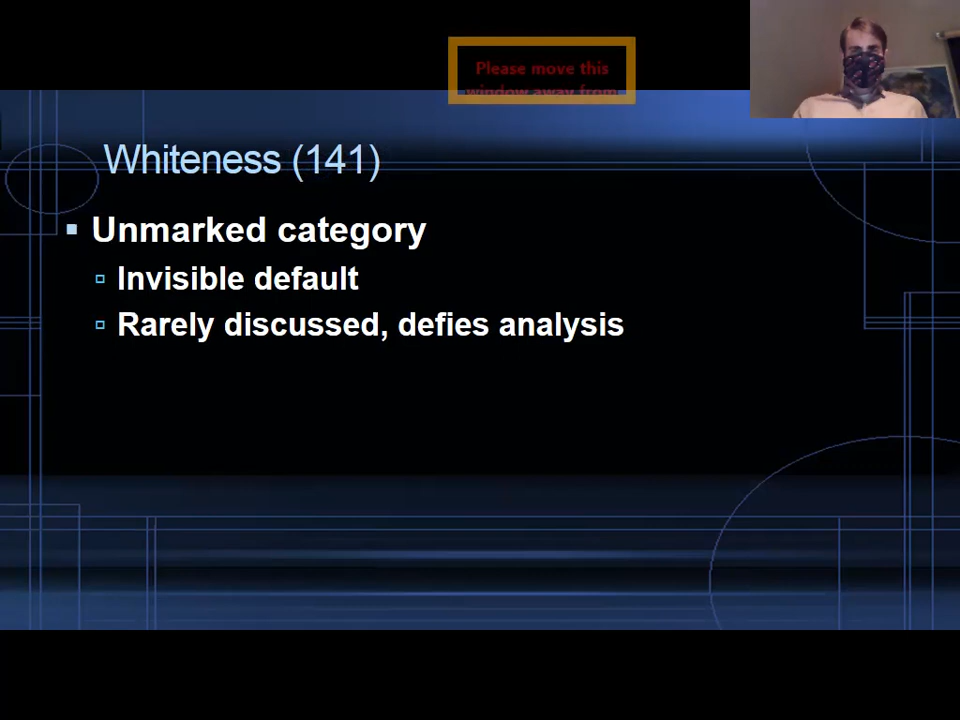 Please move this
window away from
Whiteness (141)
Unmarked category
Invisible default
Rarely discussed, defies analysis